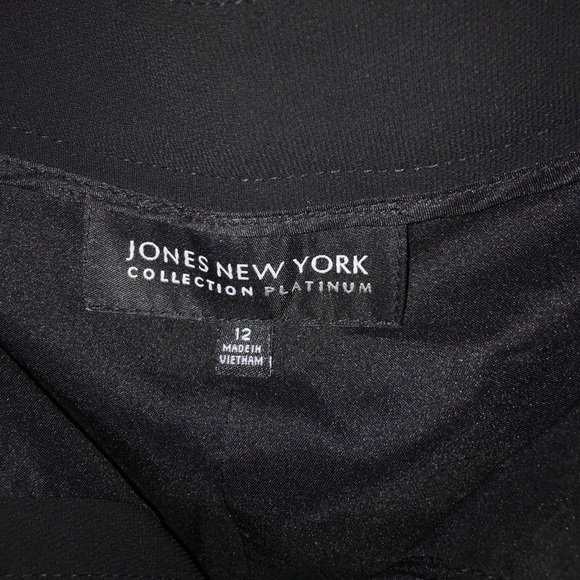 JONES NEW YORK
COLLECTION PLATINUM
12
MADE IN
VIETNAM